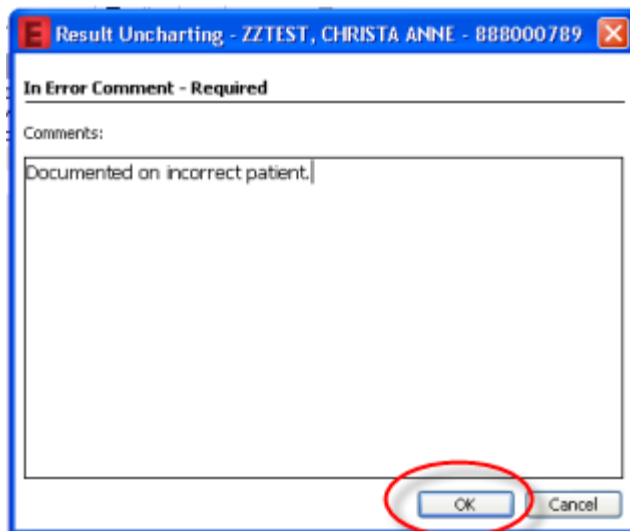 E Result Uncharting - ZZTEST, CHRISTA ANNE - 888000789
In Error Comment - Required
Comments:
Documented on incorrect patient.
OK Cancel